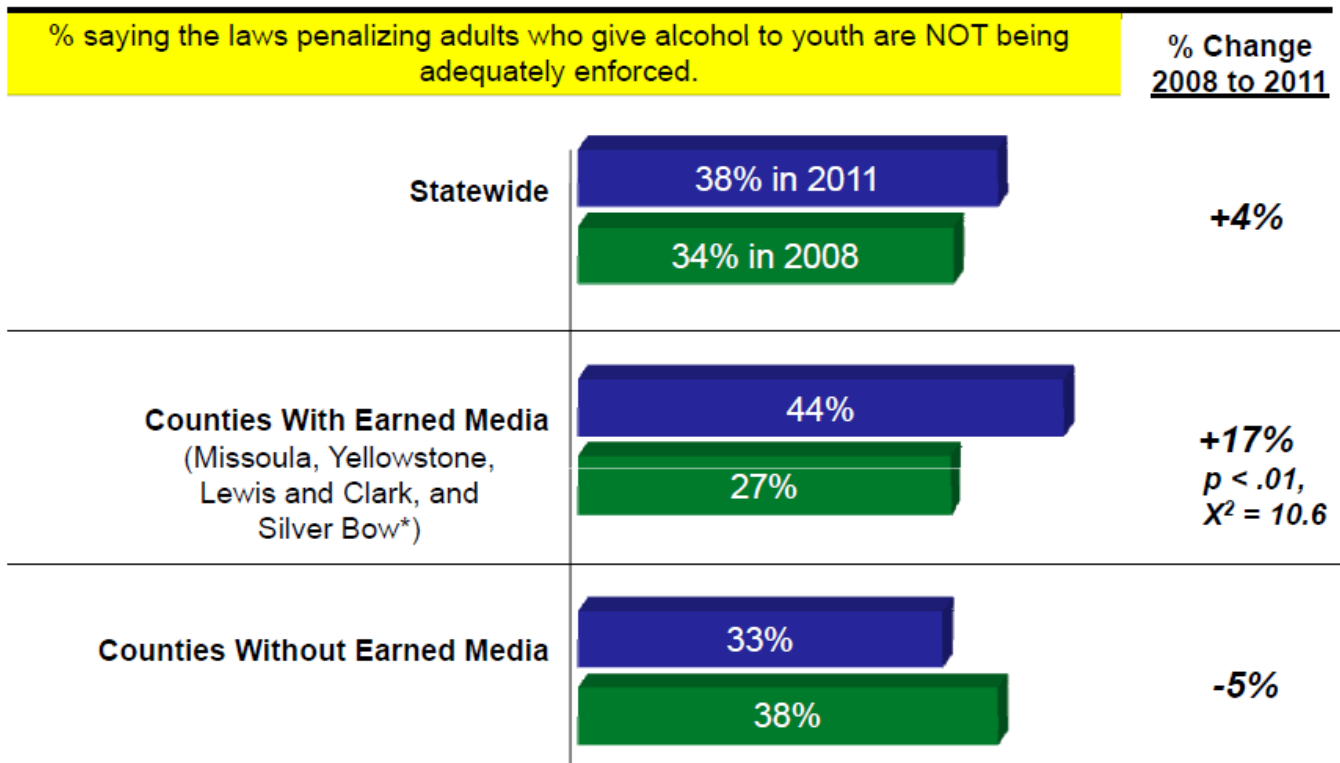 % saying the laws penalizing adults who give alcohol to youth are NOT being
adequately enforced.
% Change
2008 to 2011
Statewide
38% in 2011
34% in 2008
+4%
Counties With Earned Media
(Missoula, Yellowstone,
Lewis and Clark, and
Silver Bow*)
44%
27%
+17%
p < .01,
X² = 10.6
Counties Without Earned Media
33%
38%
-5%